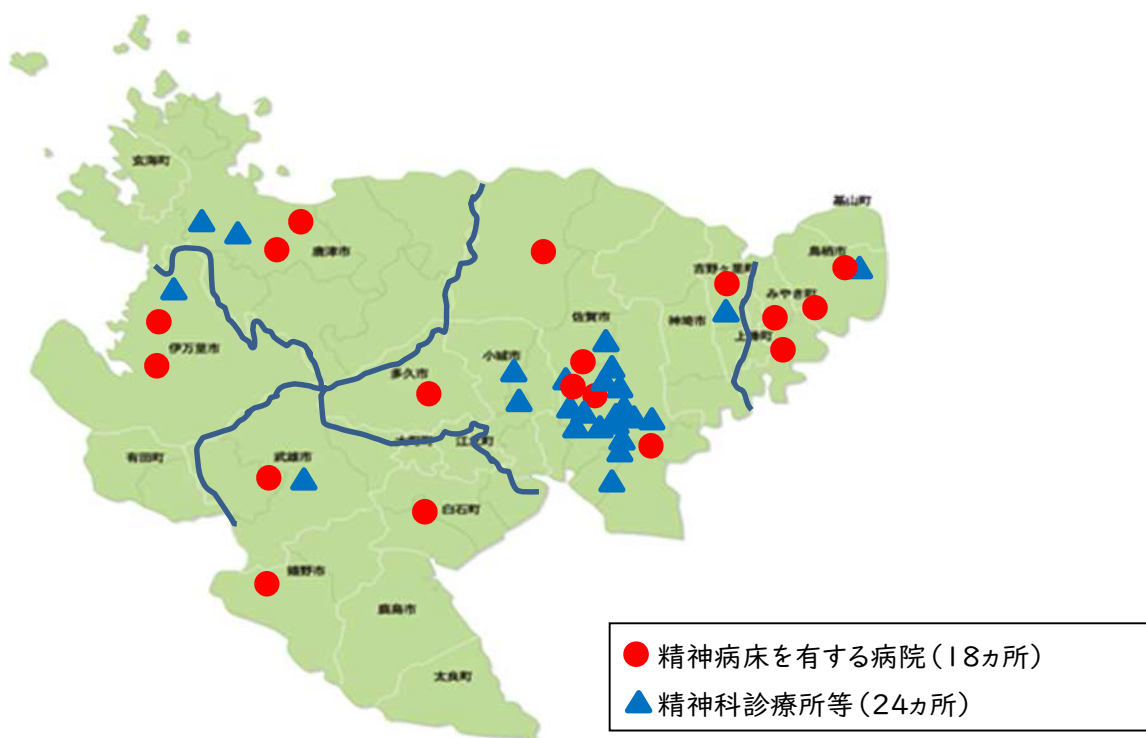 玄海町
唐津市
基山町
鳥栖市
吉野ヶ里町
みやき町
佐賀市
神埼市
上峰町
伊万里市
小城市
多久市
大町町
江北町
有田町
武雄市
白石町
嬉野市
鹿島市
太良町
精神病床を有する病院(18ヵ所)
精神科診療所等(24ヵ所)